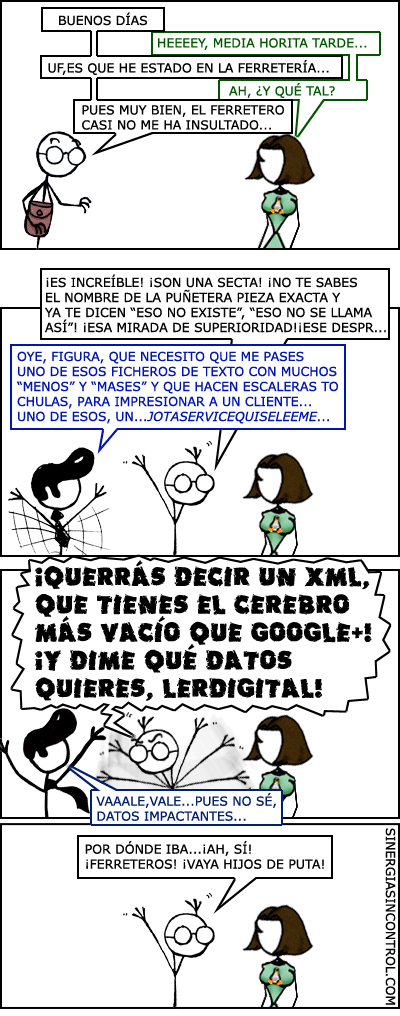 BUENOS DÍAS
HEEEEY, MEDIA HORITA TARDE...
UF,ES QUE HE ESTADO EN LA FERRETERÍA...
AH, ¿Y QUÉ TAL?
PUES MUY BIEN, EL FERRETERO
CASI NO ME HA INSULTADO...
¡ES INCREÍBLE! ¡SON UNA SECTA! ¡NO TE SABES
EL NOMBRE DE LA PUÑETERA PIEZA EXACTA Y
YA TE DICEN “ESO NO EXISTE”, “ESO NO SE LLAMA
ASÍ”! ¡ESA MIRADA DE SUPERIORIDAD!¡ESE DESPR...
OYE, FIGURA, QUE NECESITO QUE ME PASES
UNO DE ESOS FICHEROS DE TEXTO CON MUCHOS
“MENOS” Y “MASES” Y QUE HACEN ESCALERAS TO
CHULAS, PARA IMPRESIONAR A UN CLIENTE...
UNO DE ESOS, UN...JOTASERVICEQUISELEEME...
¡QUERRÁS DECIR UN XML,
QUE TIENES EL CEREBRO
MÁS VACÍO QUE GOOGLE+!
¡Y DIME QUÉ DATOS
QUIERES, LERDIGITAL!
VAAALE,VALE...PUES NO SÉ,
DATOS IMPACTANTES...
POR DÓNDE IBA...¡AH, SÍ!
¡FERRETEROS! ¡VAYA HIJOS DE PUTA!
SINERGIASINCONTROL.COM